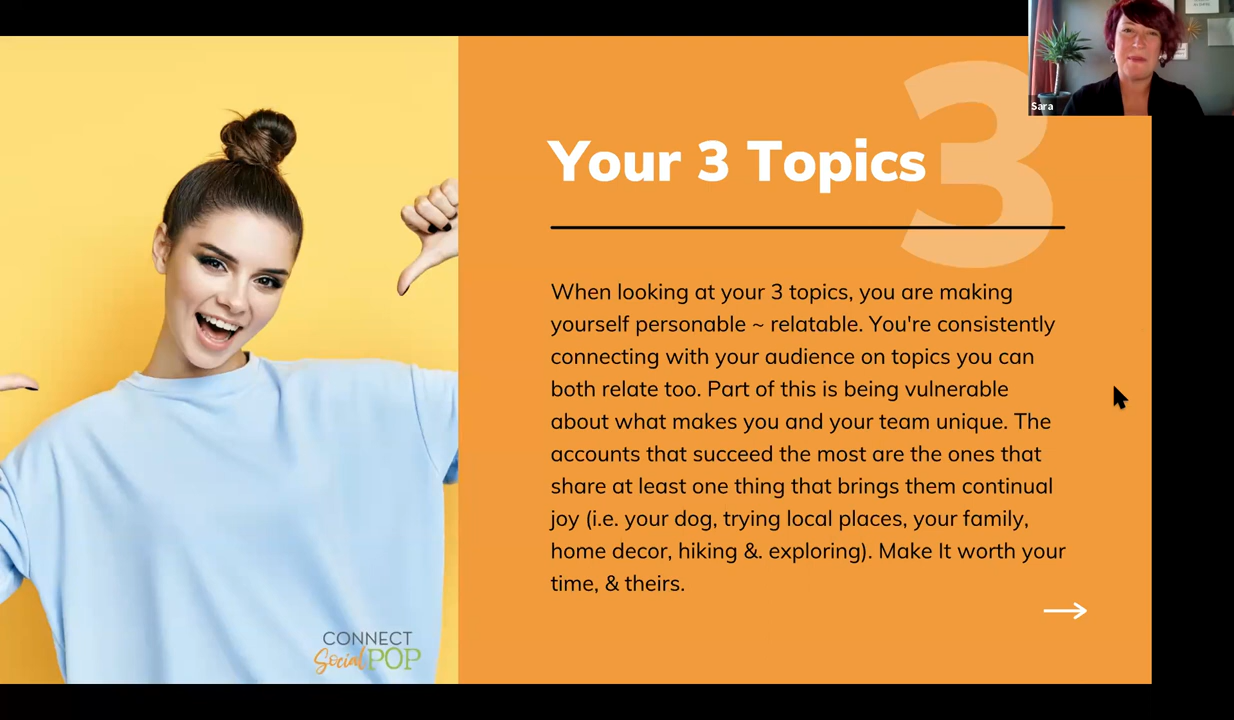 Sara
3
Your 3 Topics
When looking at your 3 topics, you are making
yourself personable ~ relatable. You're consistently
connecting with your audience on topics you can
both relate too. Part of this is being vulnerable
about what makes you and your team unique. The
accounts that succeed the most are the ones that
share at least one thing that brings them continual
joy (i.e. your dog, trying local places, your family,
home decor, hiking &. exploring). Make It worth your
time, & theirs.
CONNECT
Social POP